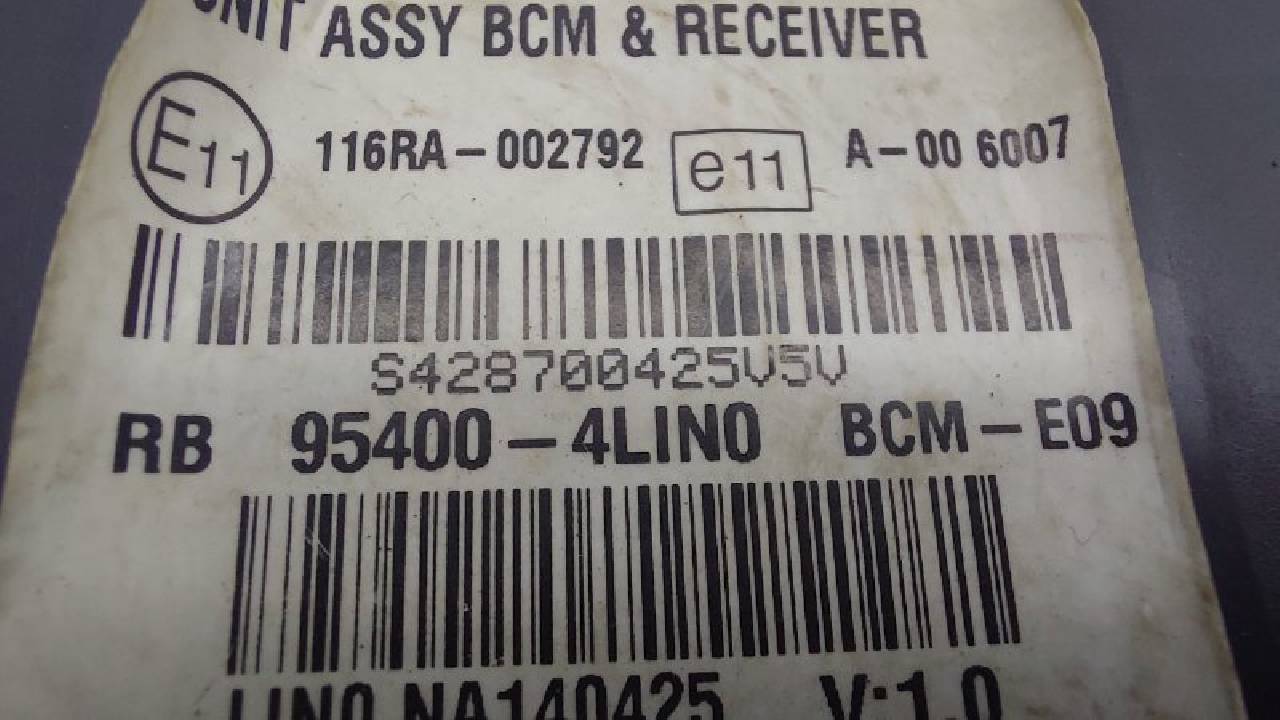 UNIT ASSY BCM & RECEIVER
E11 116RA-002792 e11 A-00 6007
S428700425V5V
RB 95400-4LIN0 BCM-E09
LIN0 NA140425 V:1.0